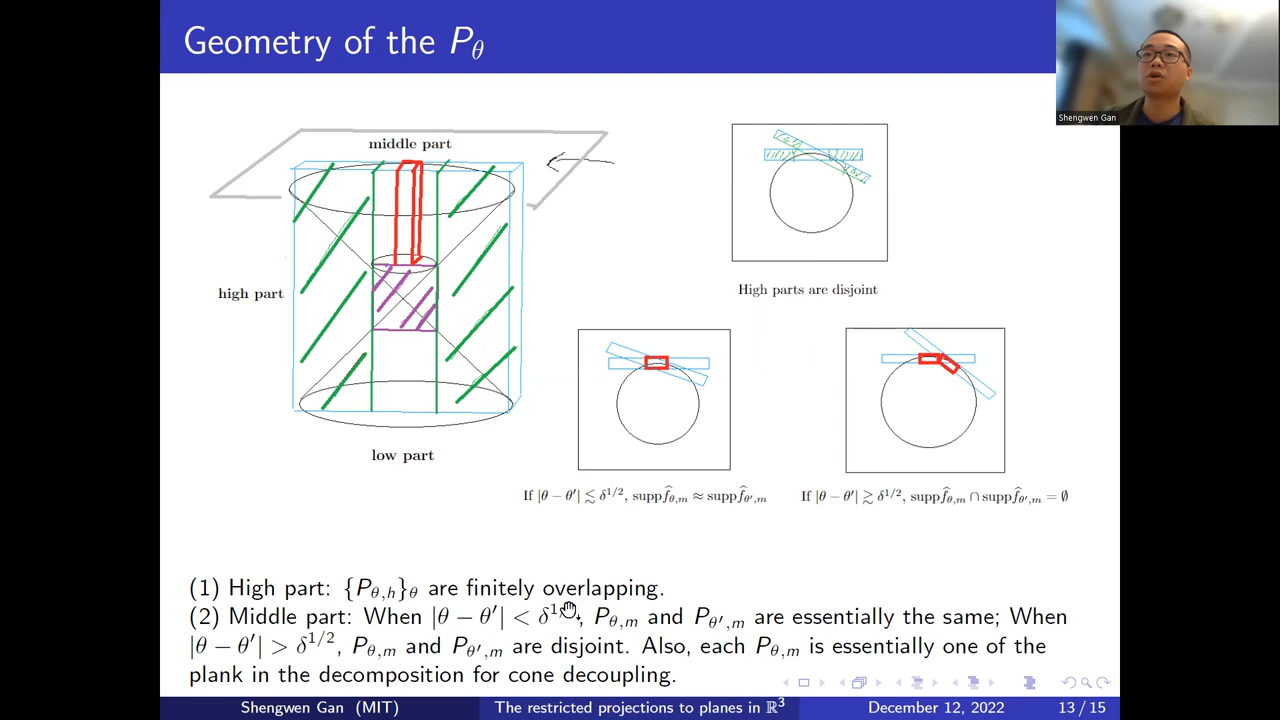 Geometry of the P_θ
Shengwen Gan
middle part
high part
low part
High parts are disjoint
If |θ − θ′| ≲ δ^{1/2}, supp f̂_{θ,m} ≈ supp f̂_{θ′,m}
If |θ − θ′| ≳ δ^{1/2}, supp f̂_{θ,m} ∩ supp f̂_{θ′,m} = ∅
(1) High part: {P_{θ,h}}_θ are finitely overlapping.
(2) Middle part: When |θ − θ′| < δ^1 , P_{θ,m} and P_{θ′,m} are essentially the same; When
|θ − θ′| > δ^{1/2}, P_{θ,m} and P_{θ′,m} are disjoint. Also, each P_{θ,m} is essentially one of the
plank in the decomposition for cone decoupling.
Shengwen Gan (MIT) The restricted projections to planes in ℝ^3 December 12, 2022 13 / 15